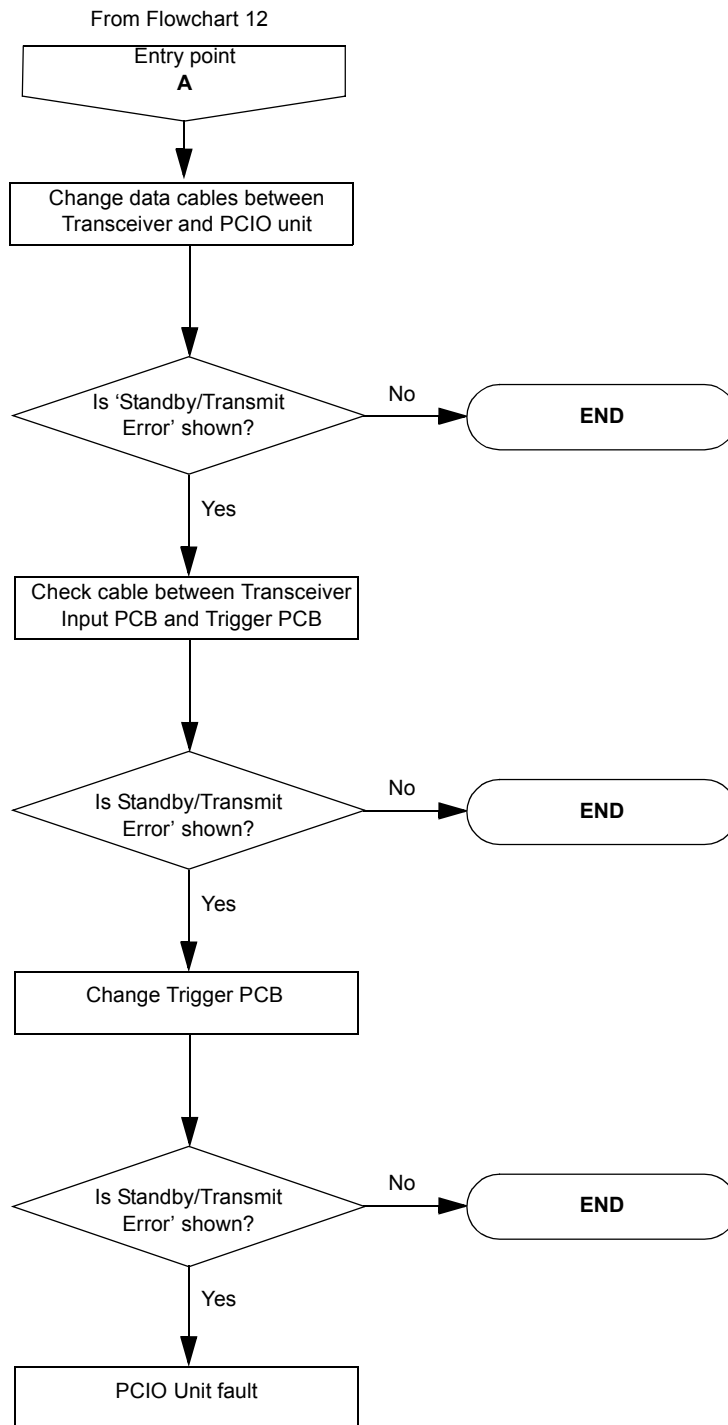 From Flowchart 12
Entry point
A
Change data cables between
Transceiver and PCIO unit
Is ‘Standby/Transmit
Error’ shown?
No
END
Yes
Check cable between Transceiver
Input PCB and Trigger PCB
Is Standby/Transmit
Error’ shown?
No
END
Yes
Change Trigger PCB
Is Standby/Transmit
Error’ shown?
No
END
Yes
PCIO Unit fault